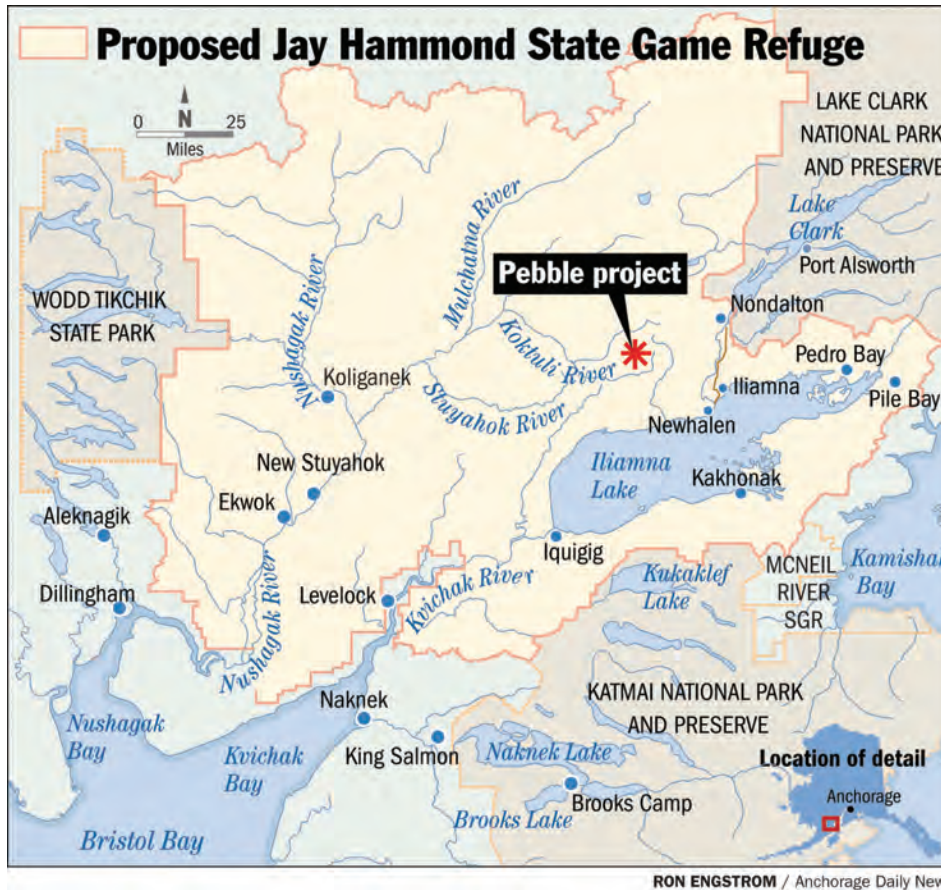 Proposed Jay Hammond State Game Refuge
N
0 25
Miles
LAKE CLARK
NATIONAL PARK
AND PRESERVE
Lake
Clark
Port Alsworth
Mulchatna River
Pebble project
Nondalton
WODD TIKCHIK
STATE PARK
Nushagak River
Koktuli River
Pedro Bay
Koliganek
Iliamna
Pile Bay
Stuyahok River
Newhalen
New Stuyahok
Iliamna
Lake
Ekwok
Kakhonak
Aleknagik
Iquigig
MCNEIL
RIVER
SGR
Kamishak
Bay
Kukaklef
Lake
Dillingham
Levelock
Kvichak River
Nushagak River
Naknek
KATMAI NATIONAL PARK
AND PRESERVE
Nushagak
Bay
Kvichak
Bay
King Salmon
Naknek Lake
Location of detail
Anchorage
Brooks Camp
Brooks Lake
Bristol Bay
RON ENGSTROM / Anchorage Daily New